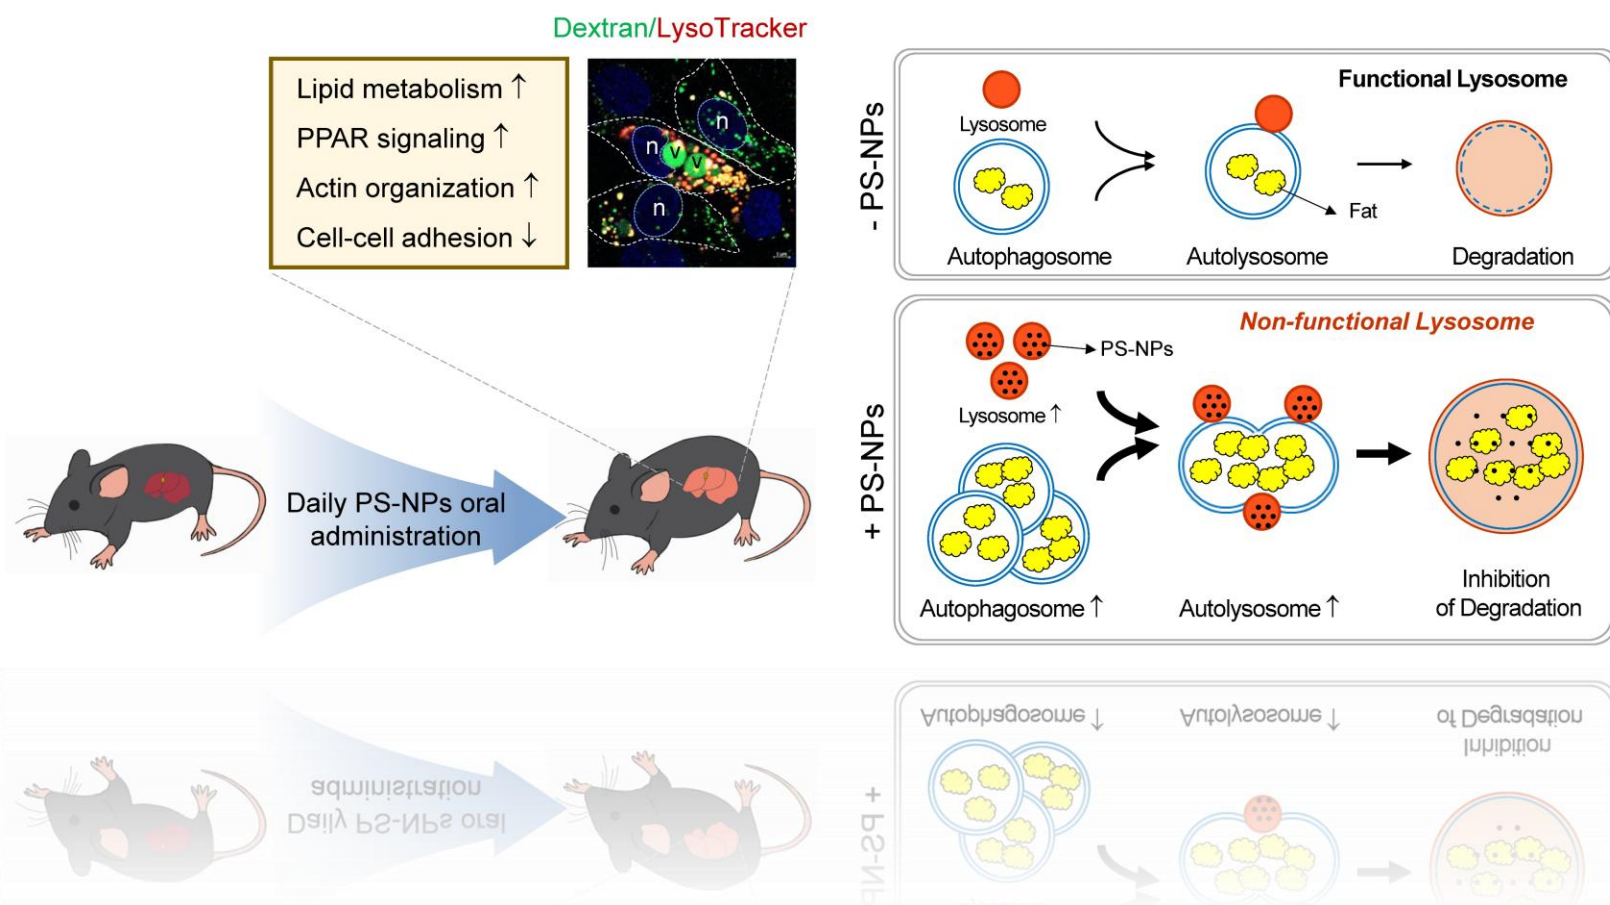 Dextran/LysoTracker
Lipid metabolism ↑
PPAR signaling ↑
Actin organization ↑
Cell-cell adhesion ↓
n
n
v
v
n
Daily PS-NPs oral
administration
- PS-NPs
Functional Lysosome
Lysosome
Fat
Autophagosome
Autolysosome
Degradation
+ PS-NPs
Non-functional Lysosome
PS-NPs
Lysosome ↑
Autophagosome ↑
Autolysosome ↑
Inhibition
of Degradation